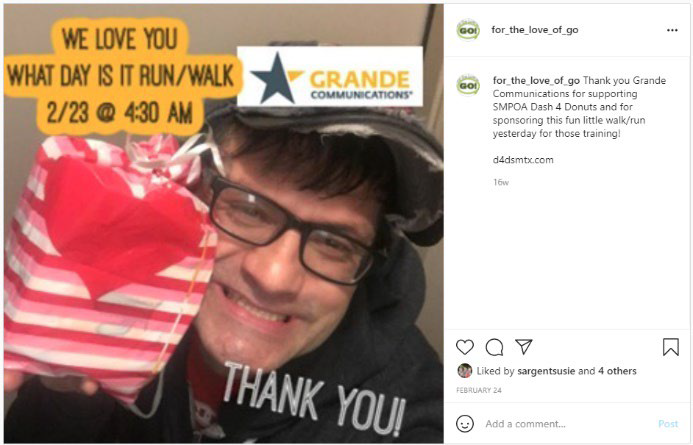 WE LOVE YOU
WHAT DAY IS IT RUN/WALK
2/23 @ 4:30 AM
GRANDE
COMMUNICATIONS®
THANK YOU!
GO!
for_the_love_of_go
GO!
for_the_love_of_go Thank you Grande
Communications for supporting
SMPOA Dash 4 Donuts and for
sponsoring this fun little walk/run
yesterday for those training!
d4dsmtx.com
16w
Liked by sargentsusie and 4 others
FEBRUARY 24
Add a comment...
Post